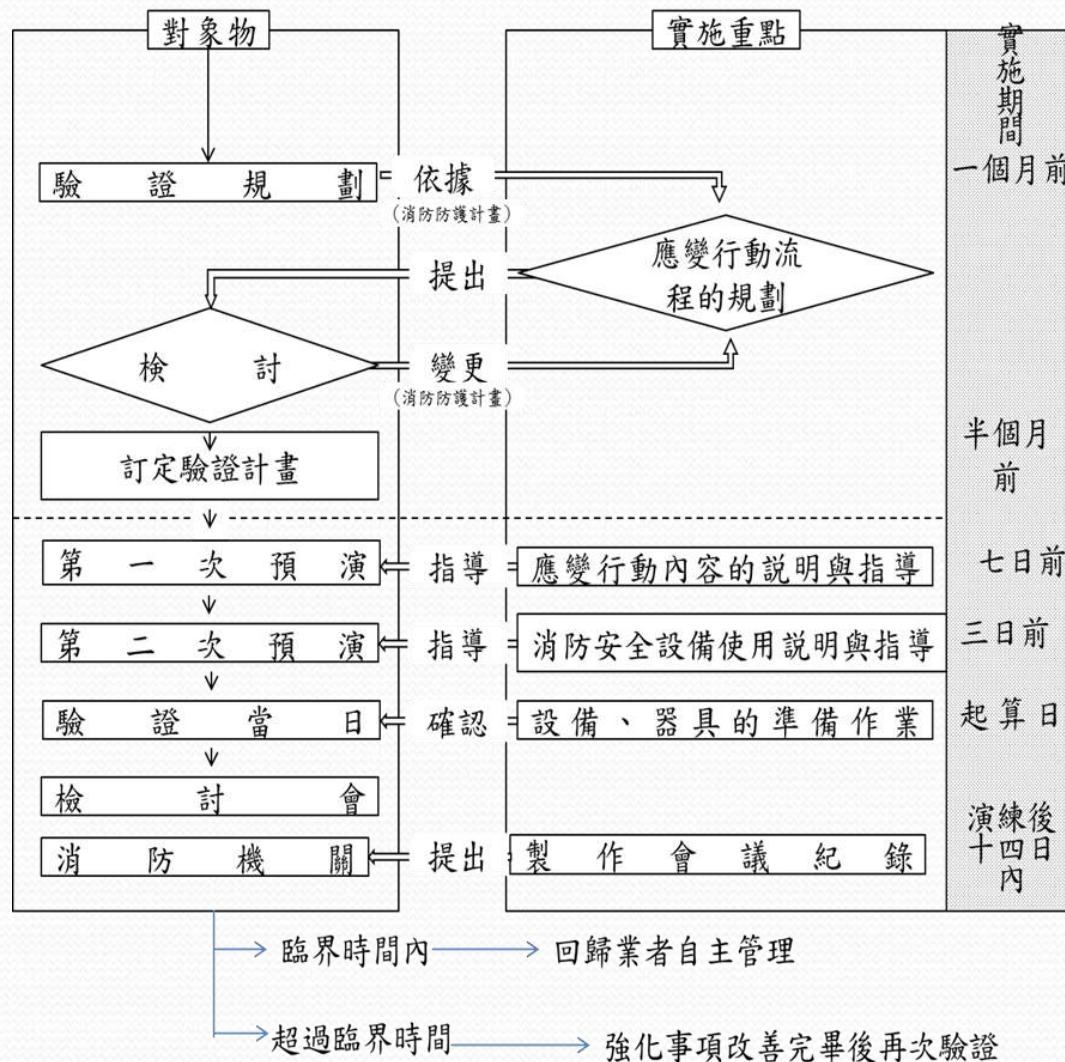 對象物
實施重點
實施期間
驗證規劃
依據
(消防防護計畫)
一個月前
應變行動流
程的規劃
提出
検討
變更
(消防防護計畫)
半個月
前
訂定驗證計畫
第一次預演
指導
應變行動內容的說明與指導
七日前
第二次預演
指導
消防安全設備使用說明與指導
三日前
驗證當日
確認
設備、器具的準備作業
起算日
檢討會
演練後
十四日
內
消防機關
提出
製作會議紀錄
臨界時間內
回歸業者自主管理
超過臨界時間
強化事項改善完畢後再次驗證